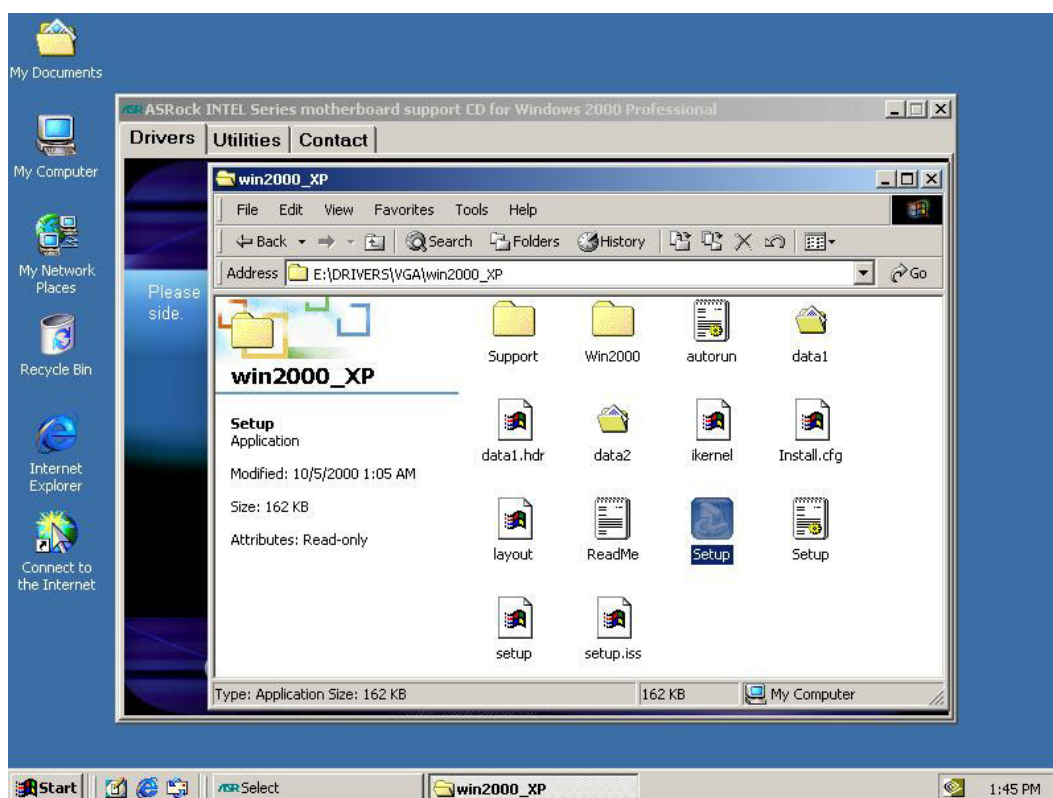 My Documents
My Computer
My Network
Places
Recycle Bin
Internet
Explorer
Connect to
the Internet
ASRock INTEL Series motherboard support CD for Windows 2000 Professional
Drivers
Utilities
Contact
Please
side.
win2000_XP
File Edit View Favorites Tools Help
Back Search Folders History
Address E:\DRIVERS\VGA\win2000_XP Go
win2000_XP
Setup
Application
Modified: 10/5/2000 1:05 AM
Size: 162 KB
Attributes: Read-only
Support Win2000 autorun data1
data1.hdr data2 ikernel Install.cfg
layout ReadMe Setup Setup
setup setup.iss
Type: Application Size: 162 KB 162 KB My Computer
Start ASR Select win2000_XP 1:45 PM